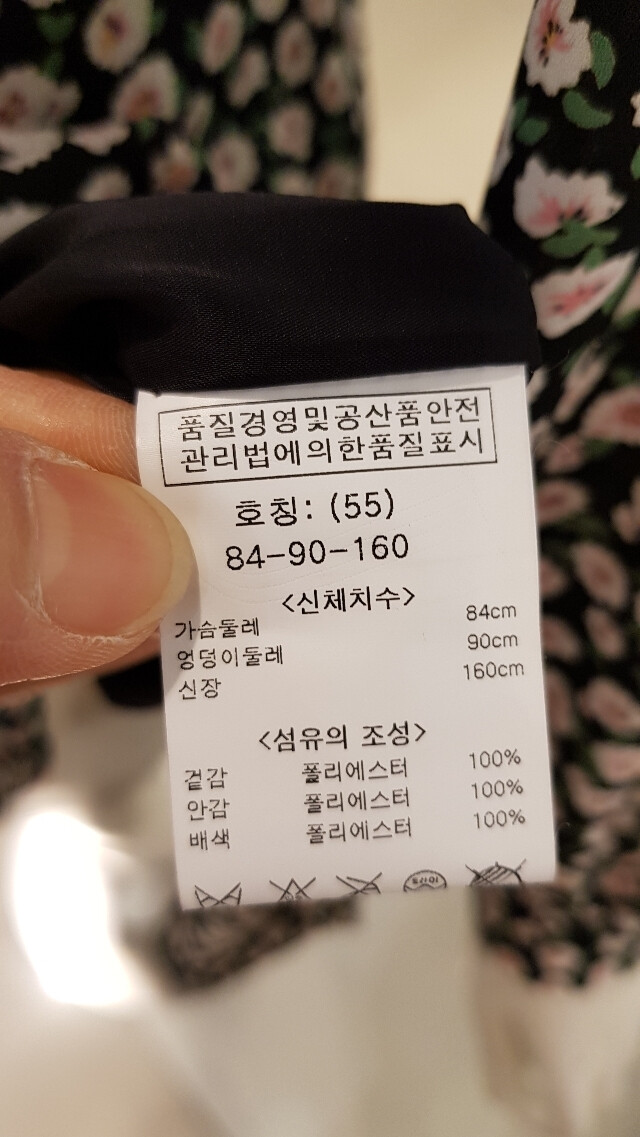 품질경영및공산품안전
관리법에의한품질표시
호칭: (55)
84-90-160
<신체치수>
가슴둘레 84cm
엉덩이둘레 90cm
신장 160cm
<섬유의 조성>
겉감 폴리에스터 100%
안감 폴리에스터 100%
배색 폴리에스터 100%